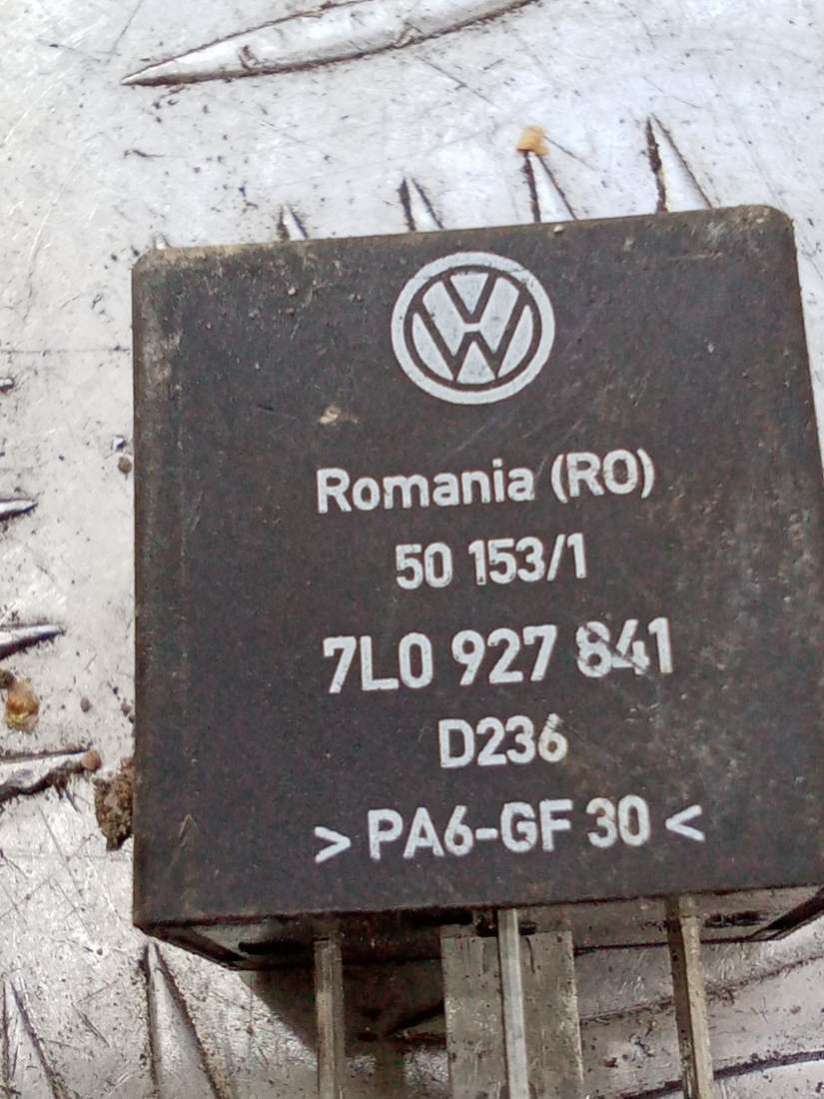 Romania (RO)
50 153/1
7L0 927 841
D236
> PA6-GF 30 <